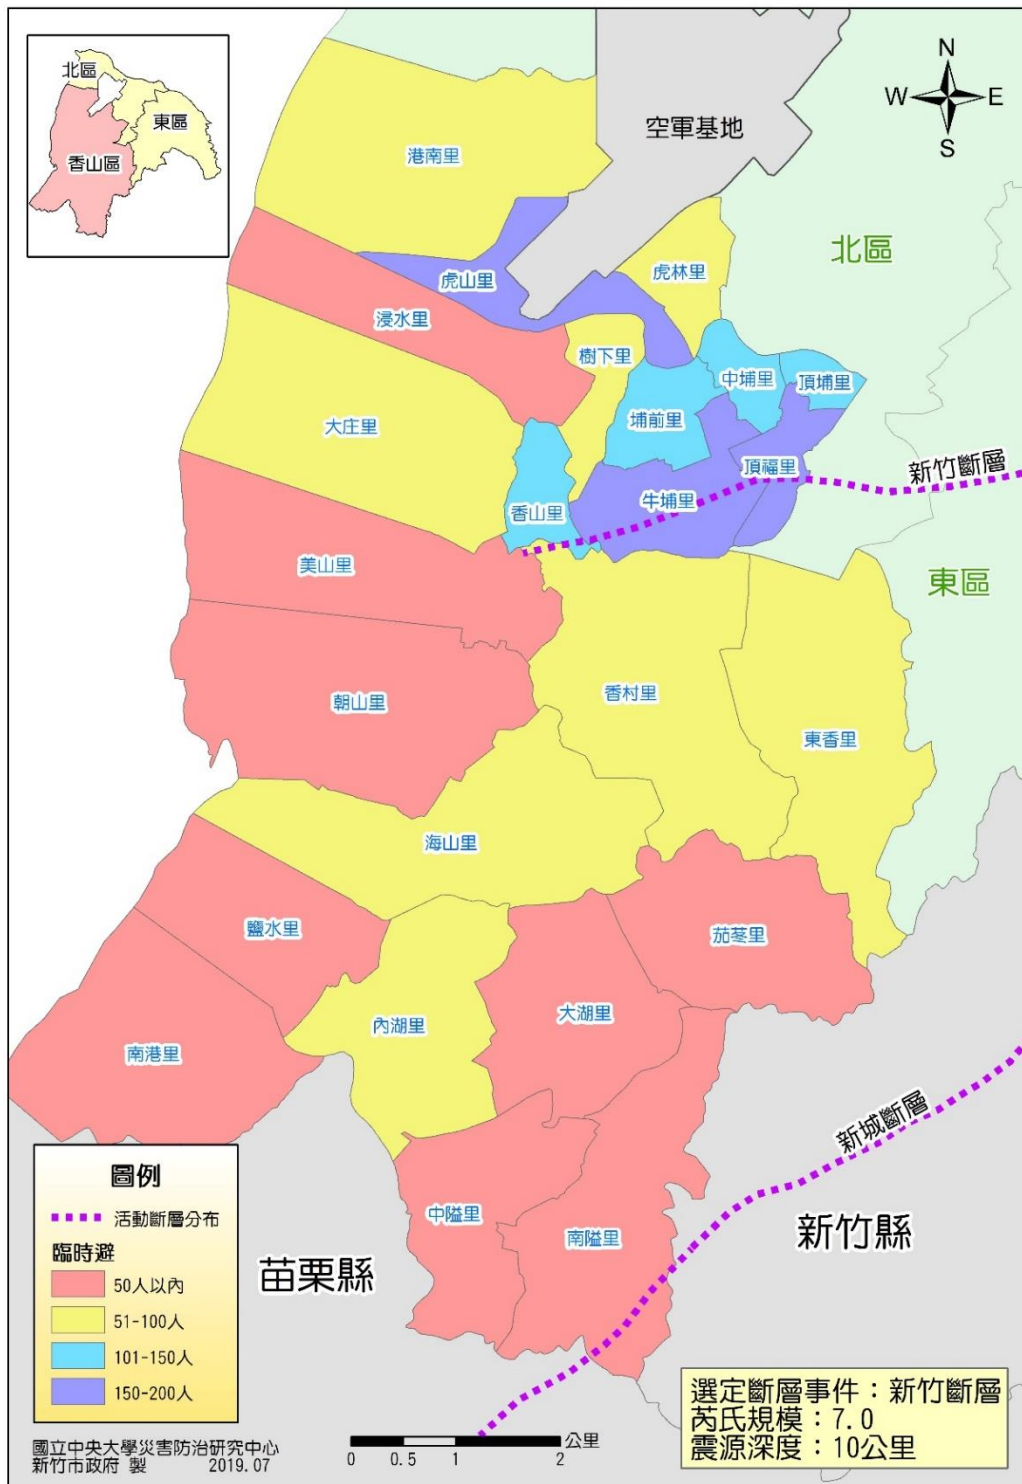 北區
東區
香山區
N
W
E
S
空軍基地
港南里
北區
虎山里
虎林里
浸水里
樹下里
中埔里
頂埔里
大庄里
埔前里
頂福里
新竹斷層
香山里
牛埔里
美山里
東區
朝山里
香村里
東香里
海山里
鹽水里
茄苳里
內湖里
大湖里
南港里
新城斷層
中隘里
南隘里
新竹縣
苗栗縣
圖例
活動斷層分布
臨時避
50人以內
51-100人
101-150人
150-200人
國立中央大學災害防治研究中心
新竹市政府 製 2019.07
公里
0 0.5 1 2
選定斷層事件：新竹斷層
芮氏規模：7.0
震源深度：10公里